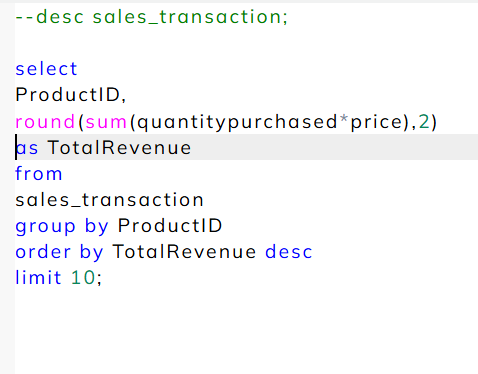 --desc sales_transaction;
select
ProductID,
round(sum(quantitypurchased*price),2)
as TotalRevenue
from
sales_transaction
group by ProductID
order by TotalRevenue desc
limit 10;